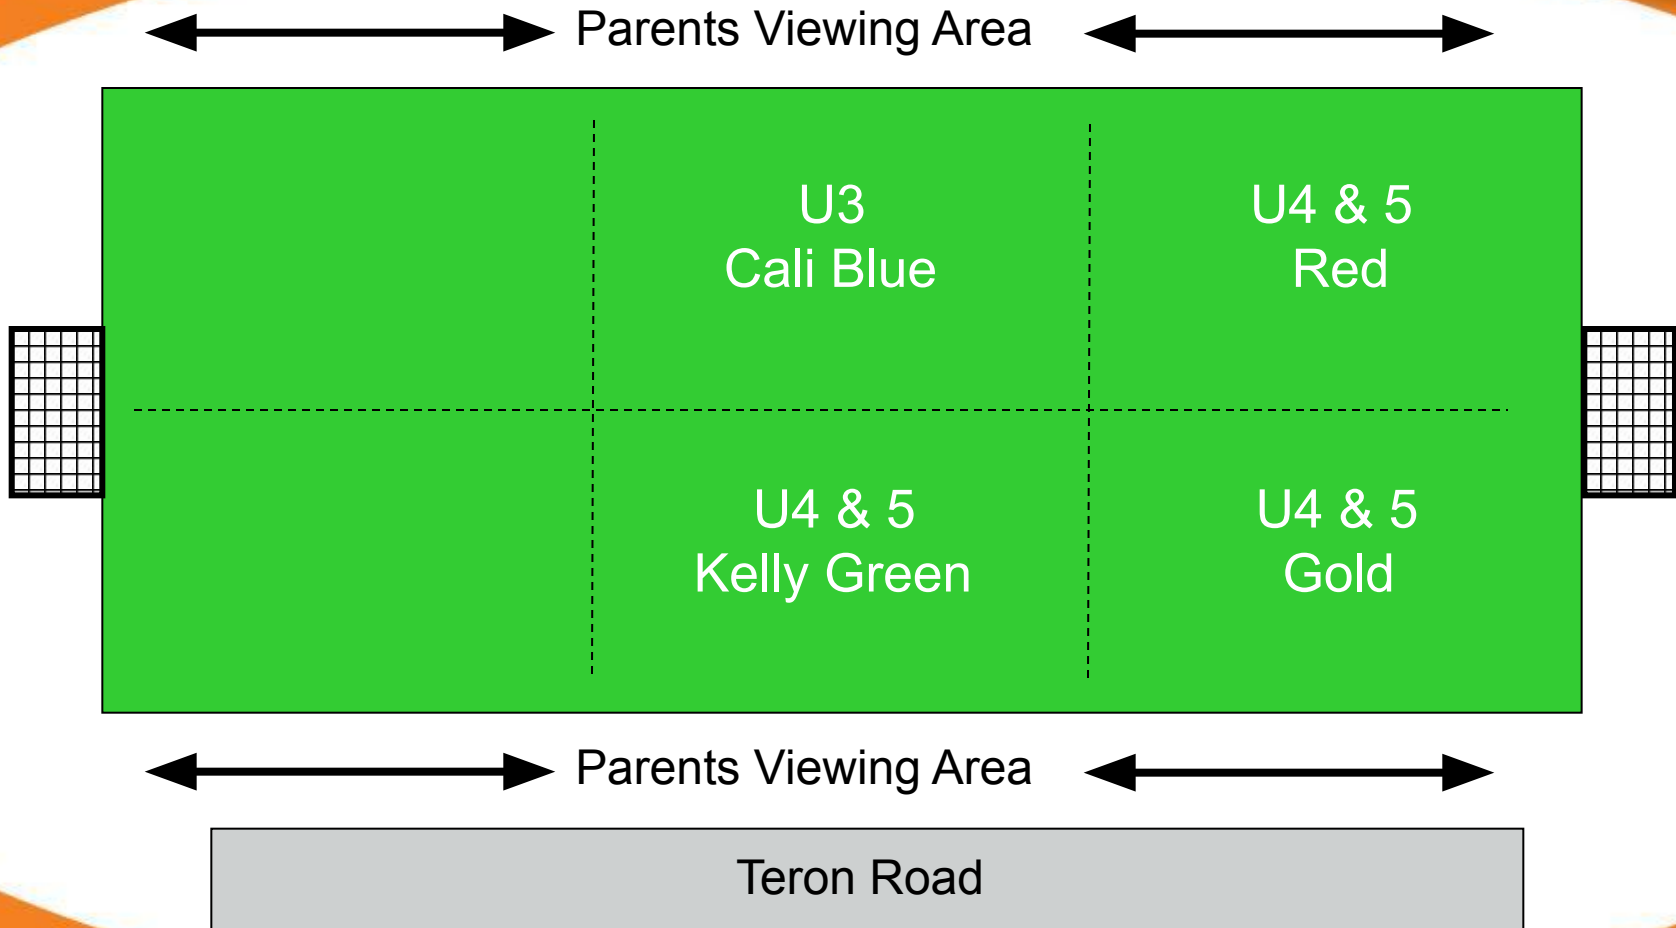 Parents Viewing Area
U3
Cali Blue
U4 & 5
Red
U4 & 5
Kelly Green
U4 & 5
Gold
Parents Viewing Area
Teron Road